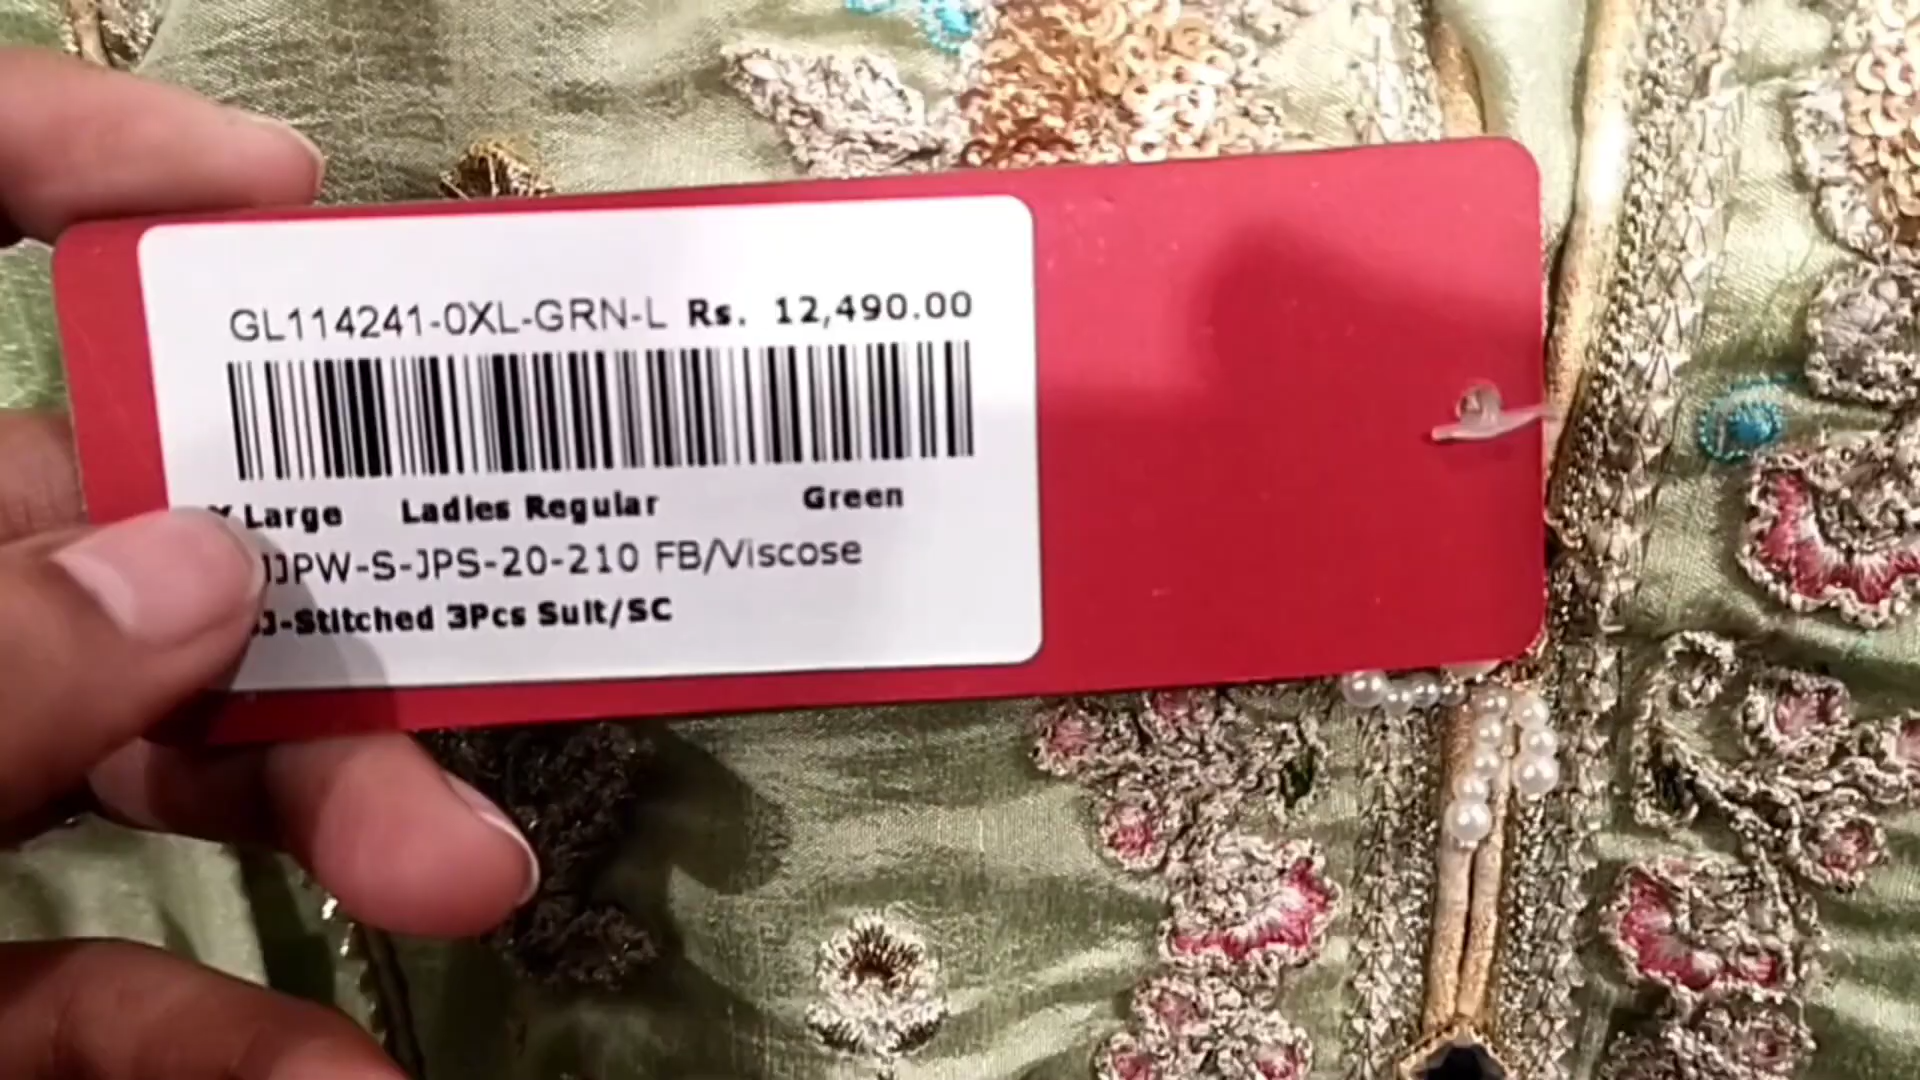 GL114241-0XL-GRN-L Rs. 12,490.00
X Large Ladies Regular Green
JJPW-S-JPS-20-210 FB/Viscose
J-Stitched 3Pcs Suit/SC